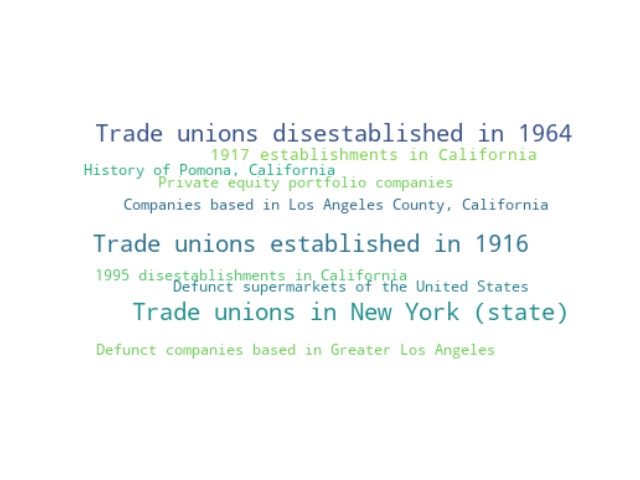 Trade unions disestablished in 1964
1917 establishments in California
History of Pomona, California
Private equity portfolio companies
Companies based in Los Angeles County, California
Trade unions established in 1916
1995 disestablishments in California
Defunct supermarkets of the United States
Trade unions in New York (state)
Defunct companies based in Greater Los Angeles